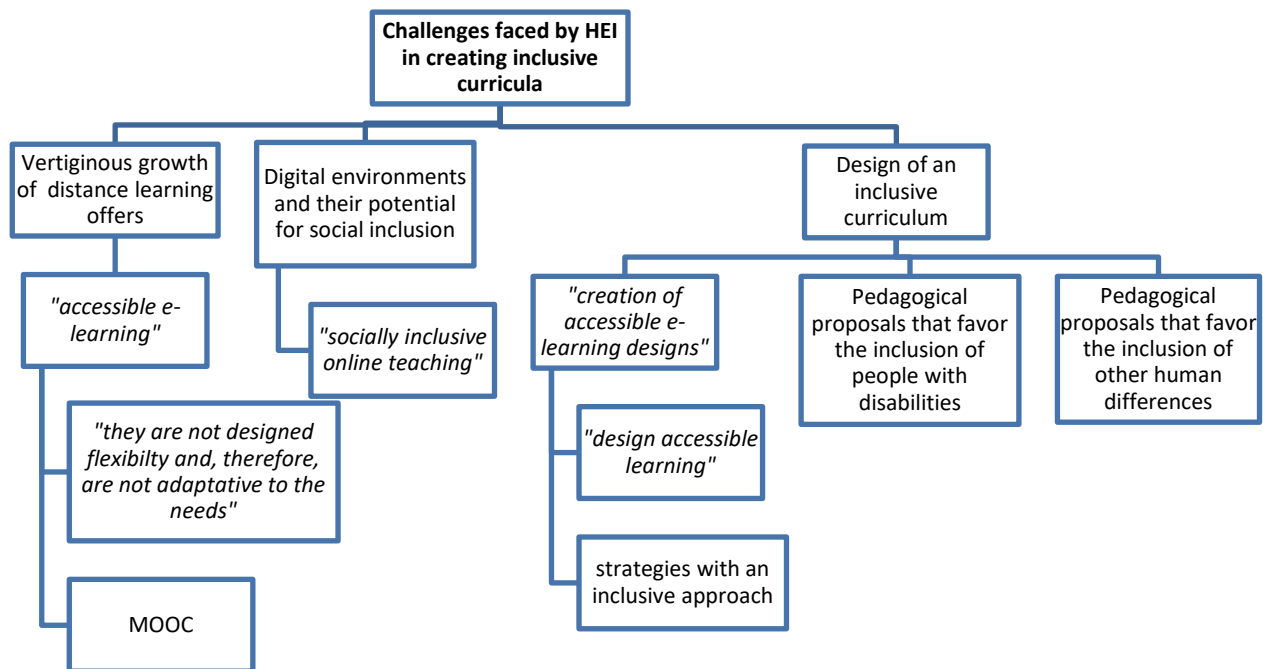 Challenges faced by HEI
in creating inclusive
curricula
Vertiginous growth
of distance learning
offers
"accessible e-
learning"
"they are not designed
flexibilty and, therefore,
are not adaptative to the
needs"
MOOC
Digital environments
and their potential
for social inclusion
"socially inclusive
online teaching"
Design of an
inclusive
curriculum
"creation of
accessible e-
learning designs"
"design accessible
learning"
strategies with an
inclusive approach
Pedagogical
proposals that favor
the inclusion of
people with
disabilities
Pedagogical
proposals that favor
the inclusion of
other human
differences